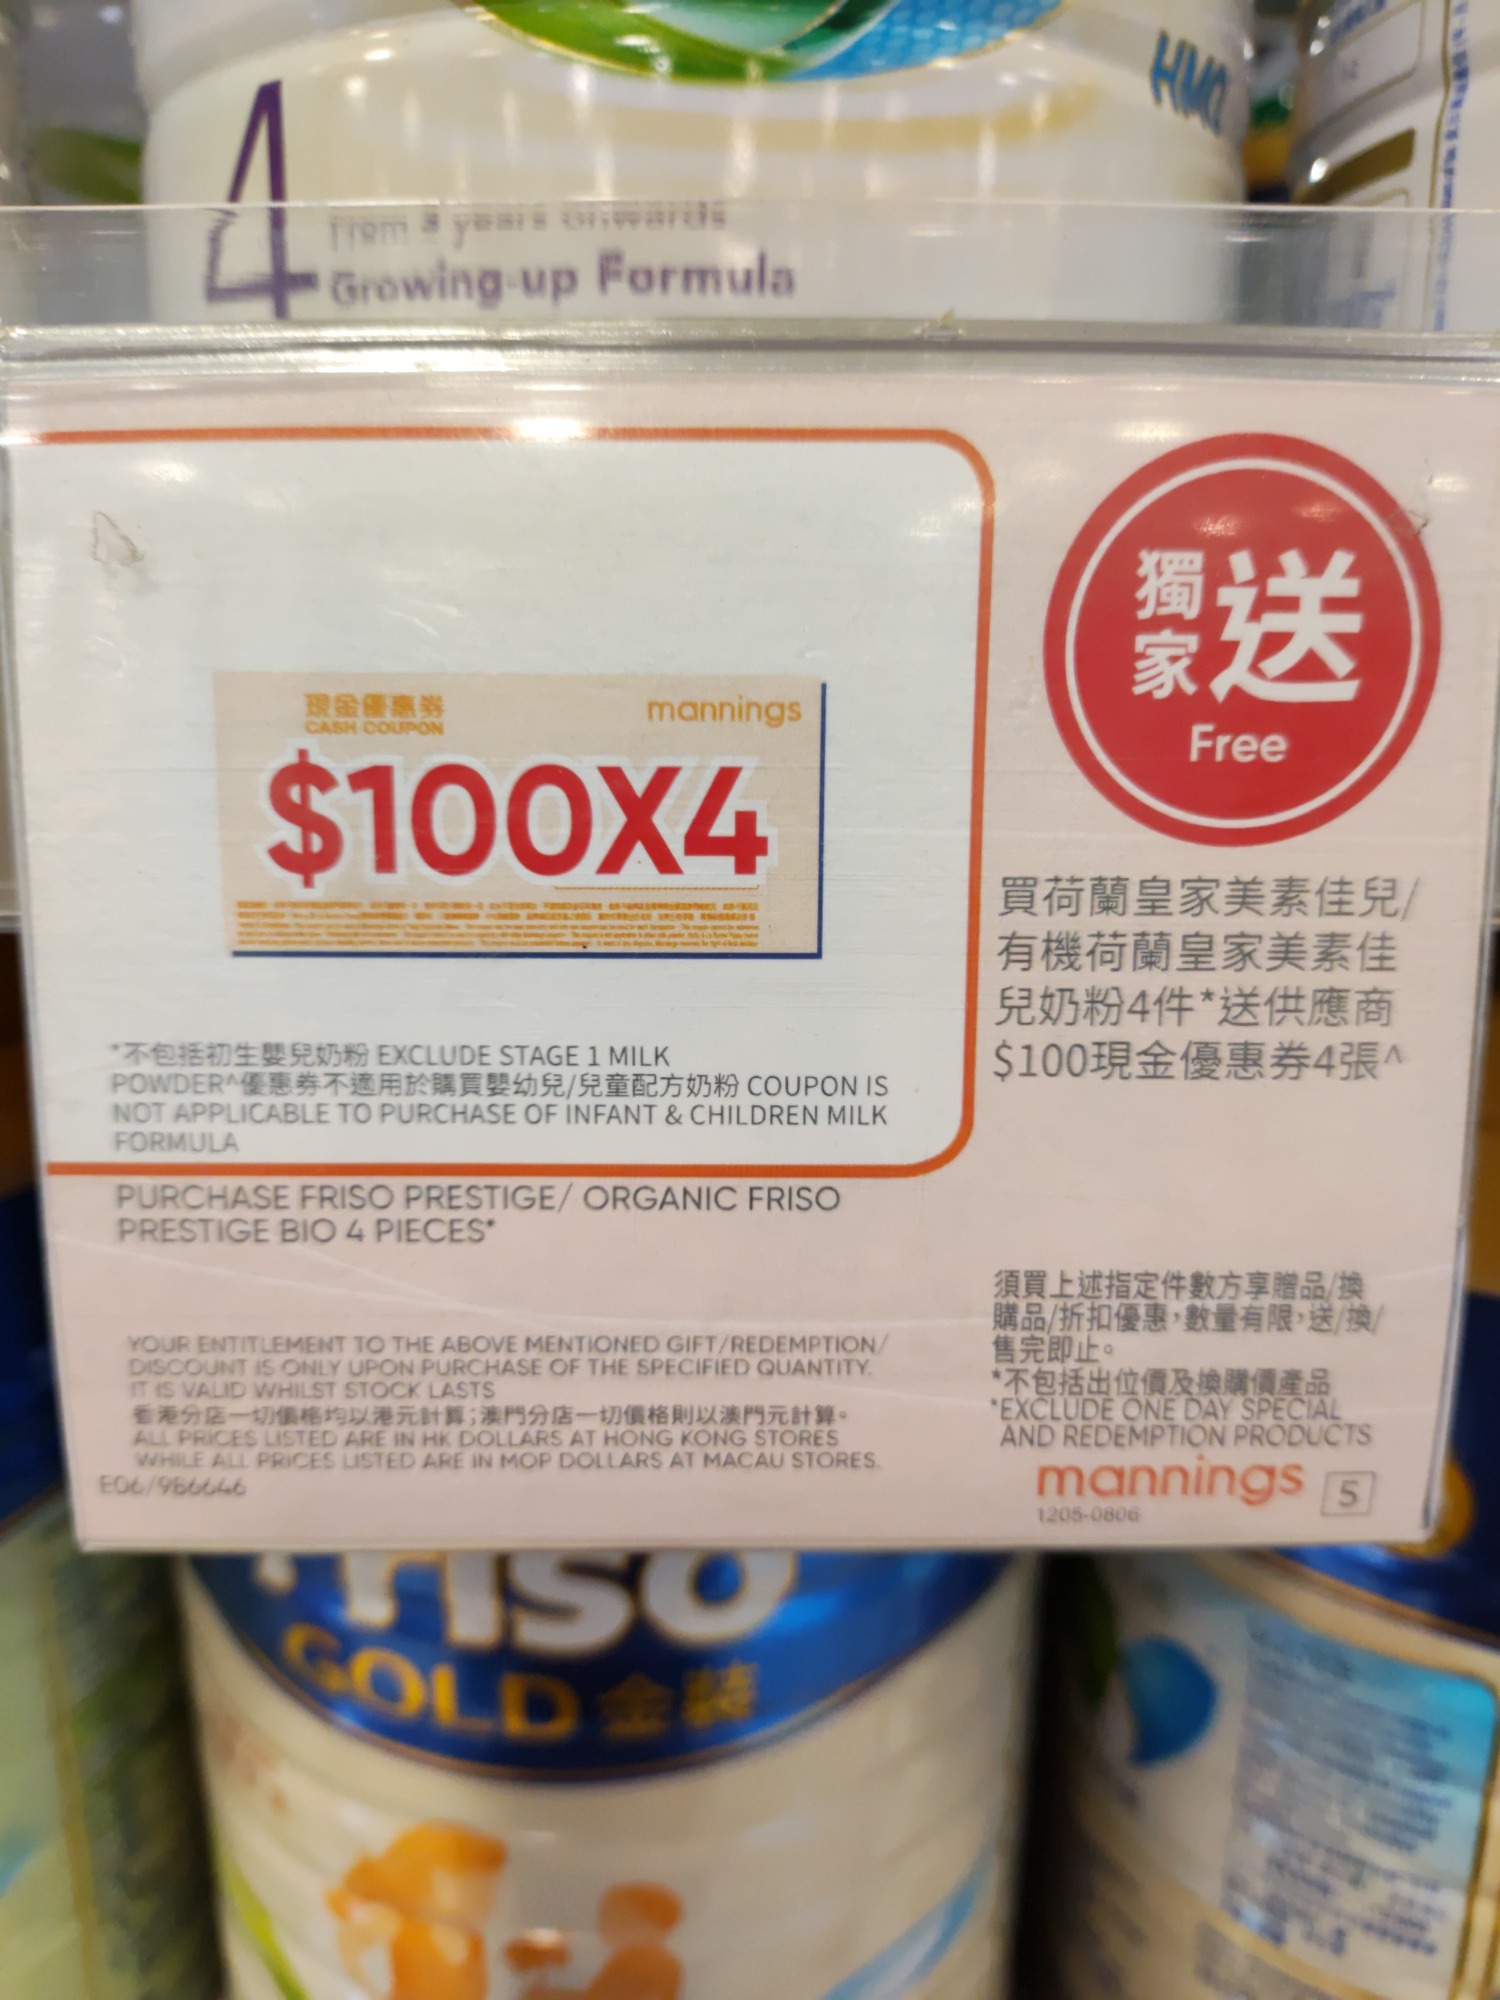 HMO
4
From 3 years onwards
Growing-up Formula
獨家送
Free
現金優惠券
CASH COUPON
mannings
$100X4
買荷蘭皇家美素佳兒/
有機荷蘭皇家美素佳
兒奶粉4件*送供應商
$100現金優惠券4張^
*不包括初生嬰兒奶粉 EXCLUDE STAGE 1 MILK
POWDER^優惠券不適用於購買嬰幼兒/兒童配方奶粉 COUPON IS
NOT APPLICABLE TO PURCHASE OF INFANT & CHILDREN MILK
FORMULA
PURCHASE FRISO PRESTIGE/ ORGANIC FRISO
PRESTIGE BIO 4 PIECES*
YOUR ENTITLEMENT TO THE ABOVE MENTIONED GIFT/REDEMPTION/
DISCOUNT IS ONLY UPON PURCHASE OF THE SPECIFIED QUANTITY.
IT IS VALID WHILST STOCK LASTS
香港分店一切價格均以港元計算;澳門分店一切價格則以澳門元計算。
ALL PRICES LISTED ARE IN HK DOLLARS AT HONG KONG STORES
WHILE ALL PRICES LISTED ARE IN MOP DOLLARS AT MACAU STORES.
E06/986646
須買上述指定件數方享贈品/換
購品/折扣優惠,數量有限,送/換/
售完即止。
*不包括出位價及換購價產品
*EXCLUDE ONE DAY SPECIAL
AND REDEMPTION PRODUCTS
mannings 5
1205-0806
Friso
GOLD 金裝